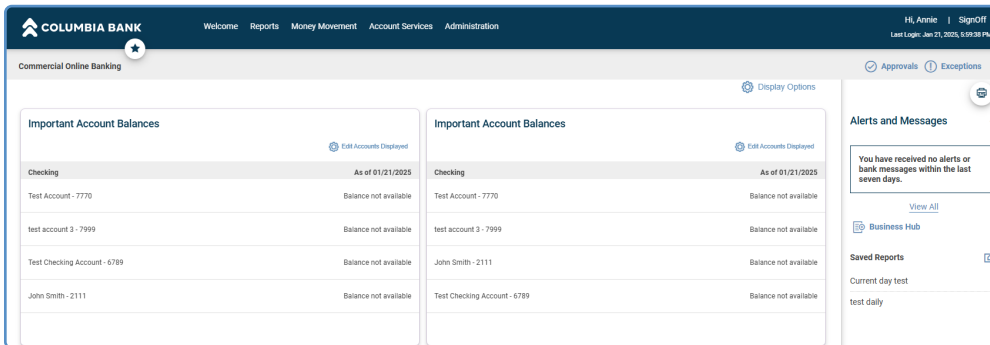 COLUMBIA BANK
Welcome Reports Money Movement Account Services Administration
Hi, Annie | SignOff
Last Login: Jan 21, 2025, 5:59:38 PM
Commercial Online Banking
Approvals Exceptions
Display Options
Important Account Balances
Edit Accounts Displayed
Checking As of 01/21/2025
Test Account - 7770 Balance not available
test account 3 - 7999 Balance not available
Test Checking Account - 6789 Balance not available
John Smith - 2111 Balance not available
Important Account Balances
Edit Accounts Displayed
Checking As of 01/21/2025
Test Account - 7770 Balance not available
test account 3 - 7999 Balance not available
John Smith - 2111 Balance not available
Test Checking Account - 6789 Balance not available
Alerts and Messages
You have received no alerts or
bank messages within the last
seven days.
View All
Business Hub
Saved Reports
Current day test
test daily